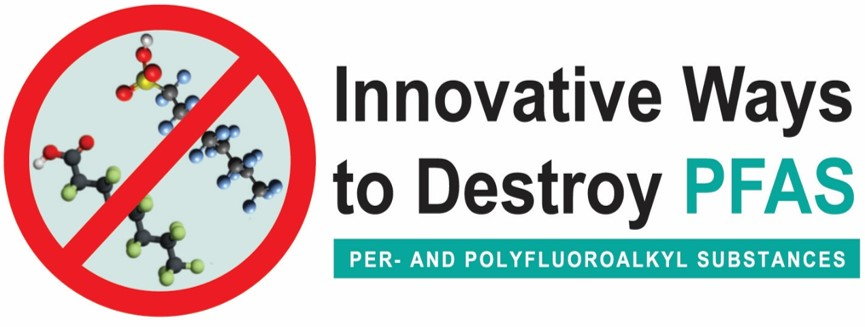 Innovative Ways
to Destroy PFAS
PER- AND POLYFLUOROALKYL SUBSTANCES